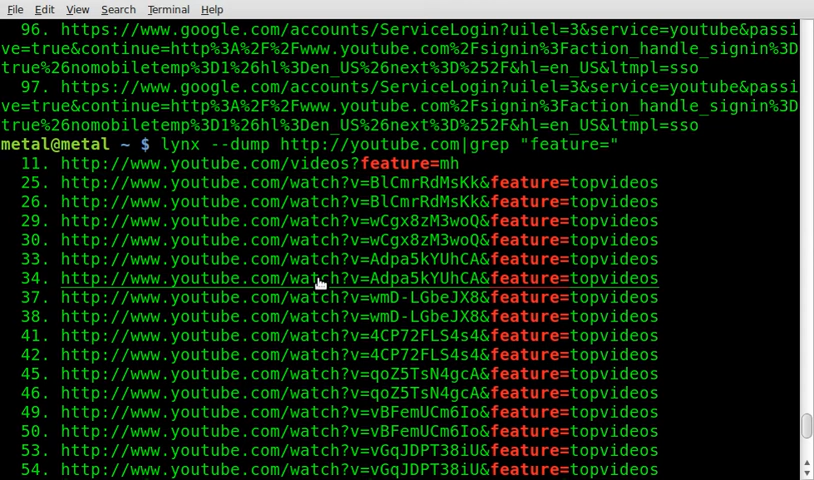 File Edit View Search Terminal Help
96. https://www.google.com/accounts/ServiceLogin?uilel=3&service=youtube&passi
ve=true&continue=http%3A%2F%2Fwww.youtube.com%2Fsignin%3Faction_handle_signin%3D
true%26nomobiletemp%3D1%26hl%3Den_US%26next%3D%252F&hl=en_US&ltmpl=sso
97. https://www.google.com/accounts/ServiceLogin?uilel=3&service=youtube&passi
ve=true&continue=http%3A%2F%2Fwww.youtube.com%2Fsignin%3Faction_handle_signin%3D
true%26nomobiletemp%3D1%26hl%3Den_US%26next%3D%252F&hl=en_US&ltmpl=sso
metal@metal ~ $ lynx --dump http://youtube.com|grep "feature="
11. http://www.youtube.com/videos?feature=mh
25. http://www.youtube.com/watch?v=BlCmrRdMsKk&feature=topvideos
26. http://www.youtube.com/watch?v=BlCmrRdMsKk&feature=topvideos
29. http://www.youtube.com/watch?v=wCgx8zM3woQ&feature=topvideos
30. http://www.youtube.com/watch?v=wCgx8zM3woQ&feature=topvideos
33. http://www.youtube.com/watch?v=Adpa5kYUhCA&feature=topvideos
34. http://www.youtube.com/watch?v=Adpa5kYUhCA&feature=topvideos
37. http://www.youtube.com/watch?v=wmD-LGbeJX8&feature=topvideos
38. http://www.youtube.com/watch?v=wmD-LGbeJX8&feature=topvideos
41. http://www.youtube.com/watch?v=4CP72FLS4s4&feature=topvideos
42. http://www.youtube.com/watch?v=4CP72FLS4s4&feature=topvideos
45. http://www.youtube.com/watch?v=qoZ5TsN4gcA&feature=topvideos
46. http://www.youtube.com/watch?v=qoZ5TsN4gcA&feature=topvideos
49. http://www.youtube.com/watch?v=vBFemUCm6Io&feature=topvideos
50. http://www.youtube.com/watch?v=vBFemUCm6Io&feature=topvideos
53. http://www.youtube.com/watch?v=vGqJDPT38iU&feature=topvideos
54. http://www.youtube.com/watch?v=vGqJDPT38iU&feature=topvideos